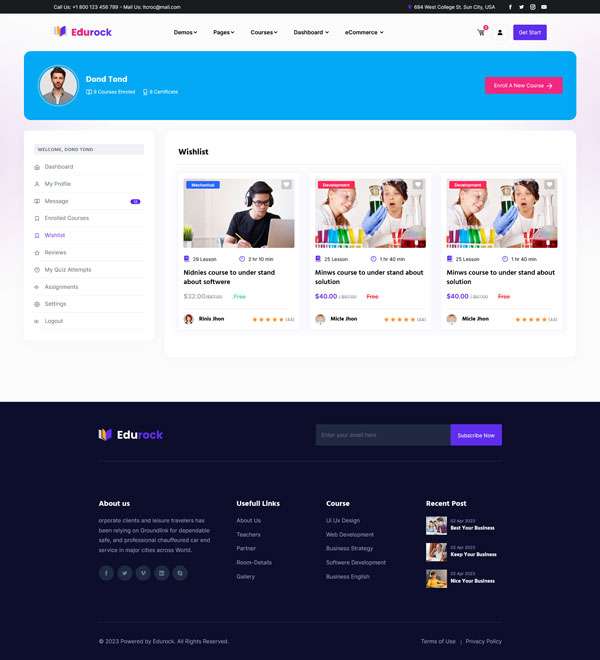 Call Us: +1 800 123 456 789 - Mail Us: Itcroc@mail.com
694 West College St. Sun City, USA
Edurock
Demos Pages Courses Dashboard eCommerce
Get Start
Dond Tond
9 Courses Enroled 8 Certificate
Enroll A New Course
WELCOME, DOND TOND
Dashboard
My Profile
Message 12
Enrolled Courses
Wishlist
Reviews
My Quiz Attempts
Assignments
Settings
Logout
Wishlist
Mechanical
29 Lesson 2 hr 10 min
Nidnies course to under stand
about softwere
$32.00 /$67.00 Free
Rinis Jhon (44)
Development
25 Lesson 1 hr 40 min
Minws course to under stand about
solution
$40.00 / $67.00 Free
Micle Jhon (44)
Development
25 Lesson 1 hr 40 min
Minws course to under stand about
solution
$40.00 / $67.00 Free
Micle Jhon (44)
Edurock
Enter your email here
Subscribe Now
About us
orporate clients and leisure travelers has
been relying on Groundlink for dependable
safe, and professional chauffeured car end
service in major cities across World.
Usefull Links
About Us
Teachers
Partner
Room-Details
Gallery
Course
Ui Ux Design
Web Development
Business Strategy
Softwere Development
Business English
Recent Post
02 Apr 2023
Best Your Business
02 Apr 2023
Keep Your Business
02 Apr 2023
Nice Your Business
© 2023 Powered by Edurock. All Rights Reserved.
Terms of Use | Privacy Policy